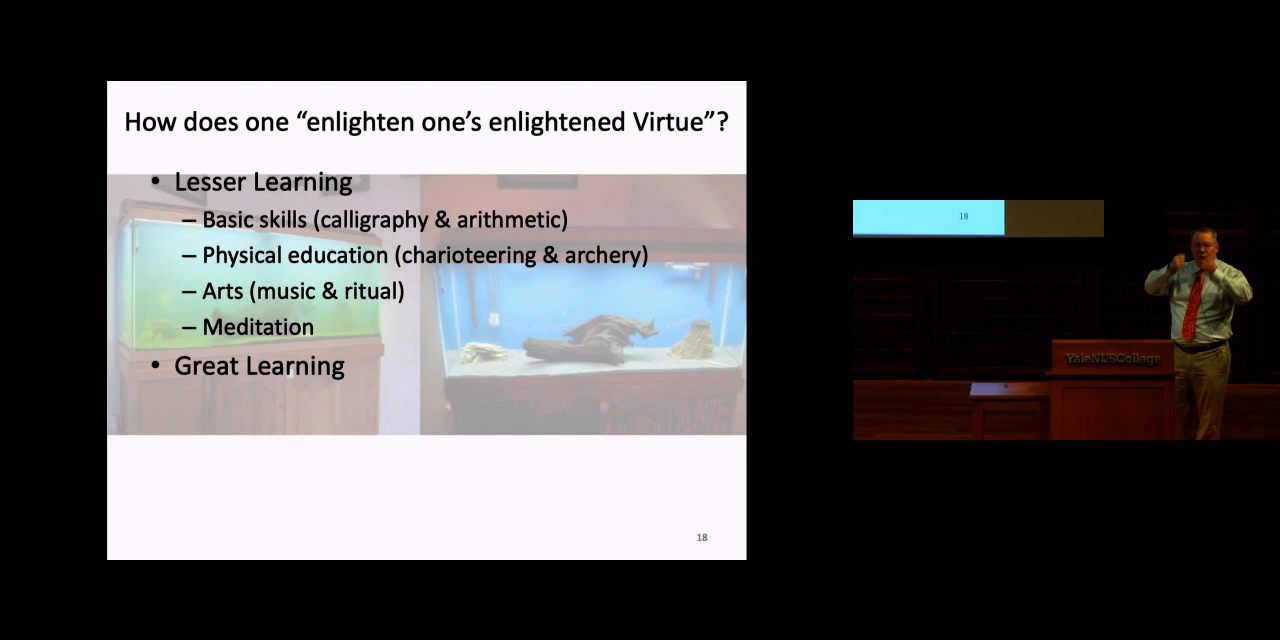 How does one “enlighten one’s enlightened Virtue”?
• Lesser Learning
– Basic skills (calligraphy & arithmetic)
– Physical education (charioteering & archery)
– Arts (music & ritual)
– Meditation
• Great Learning
18
18
YaleNUSCollege